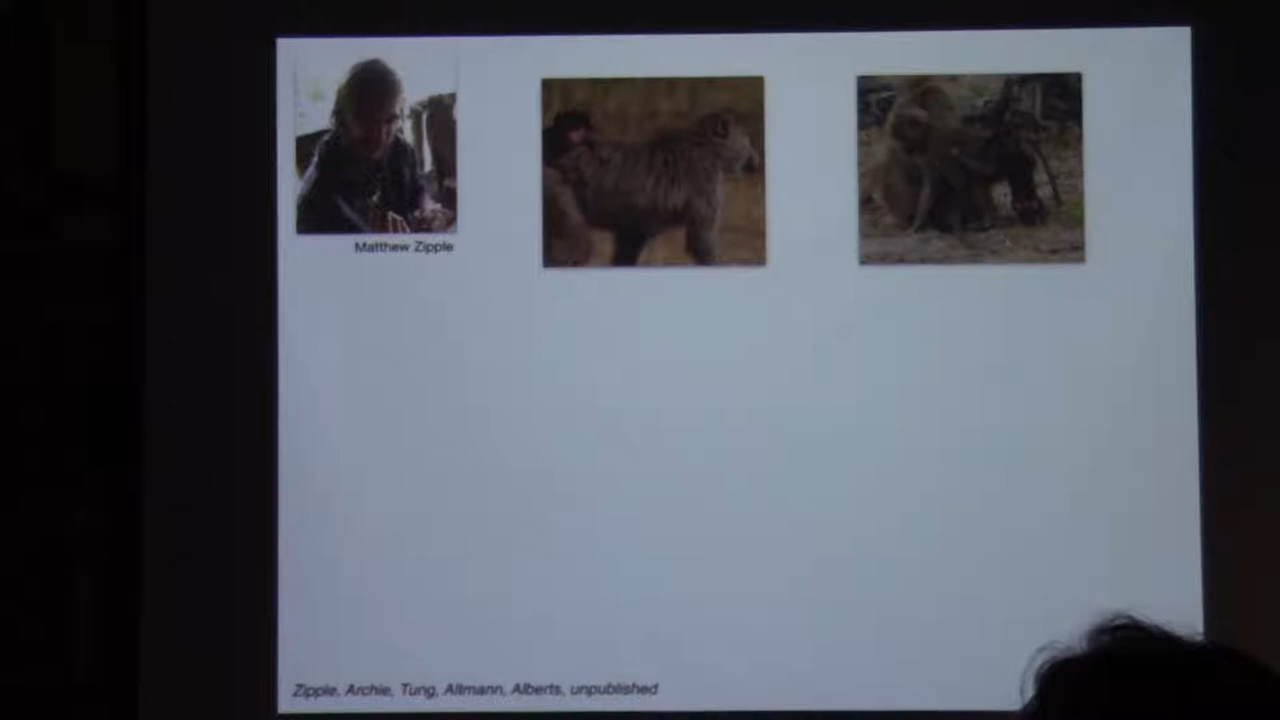 Matthew Zipple
Zipple, Archie, Tung, Altmann, Alberts, unpublished